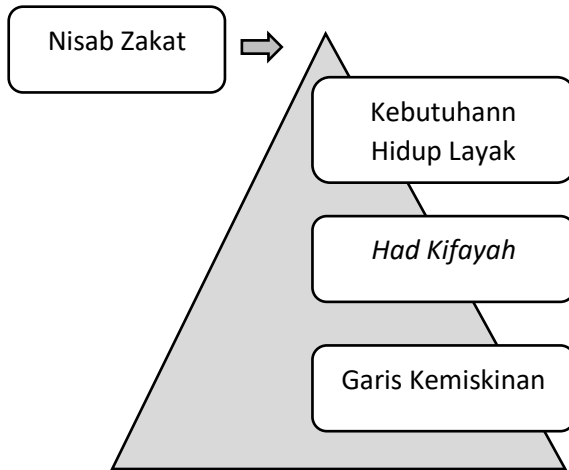 Nisab Zakat
Kebutuhann
Hidup Layak
Had Kifayah
Garis Kemiskinan